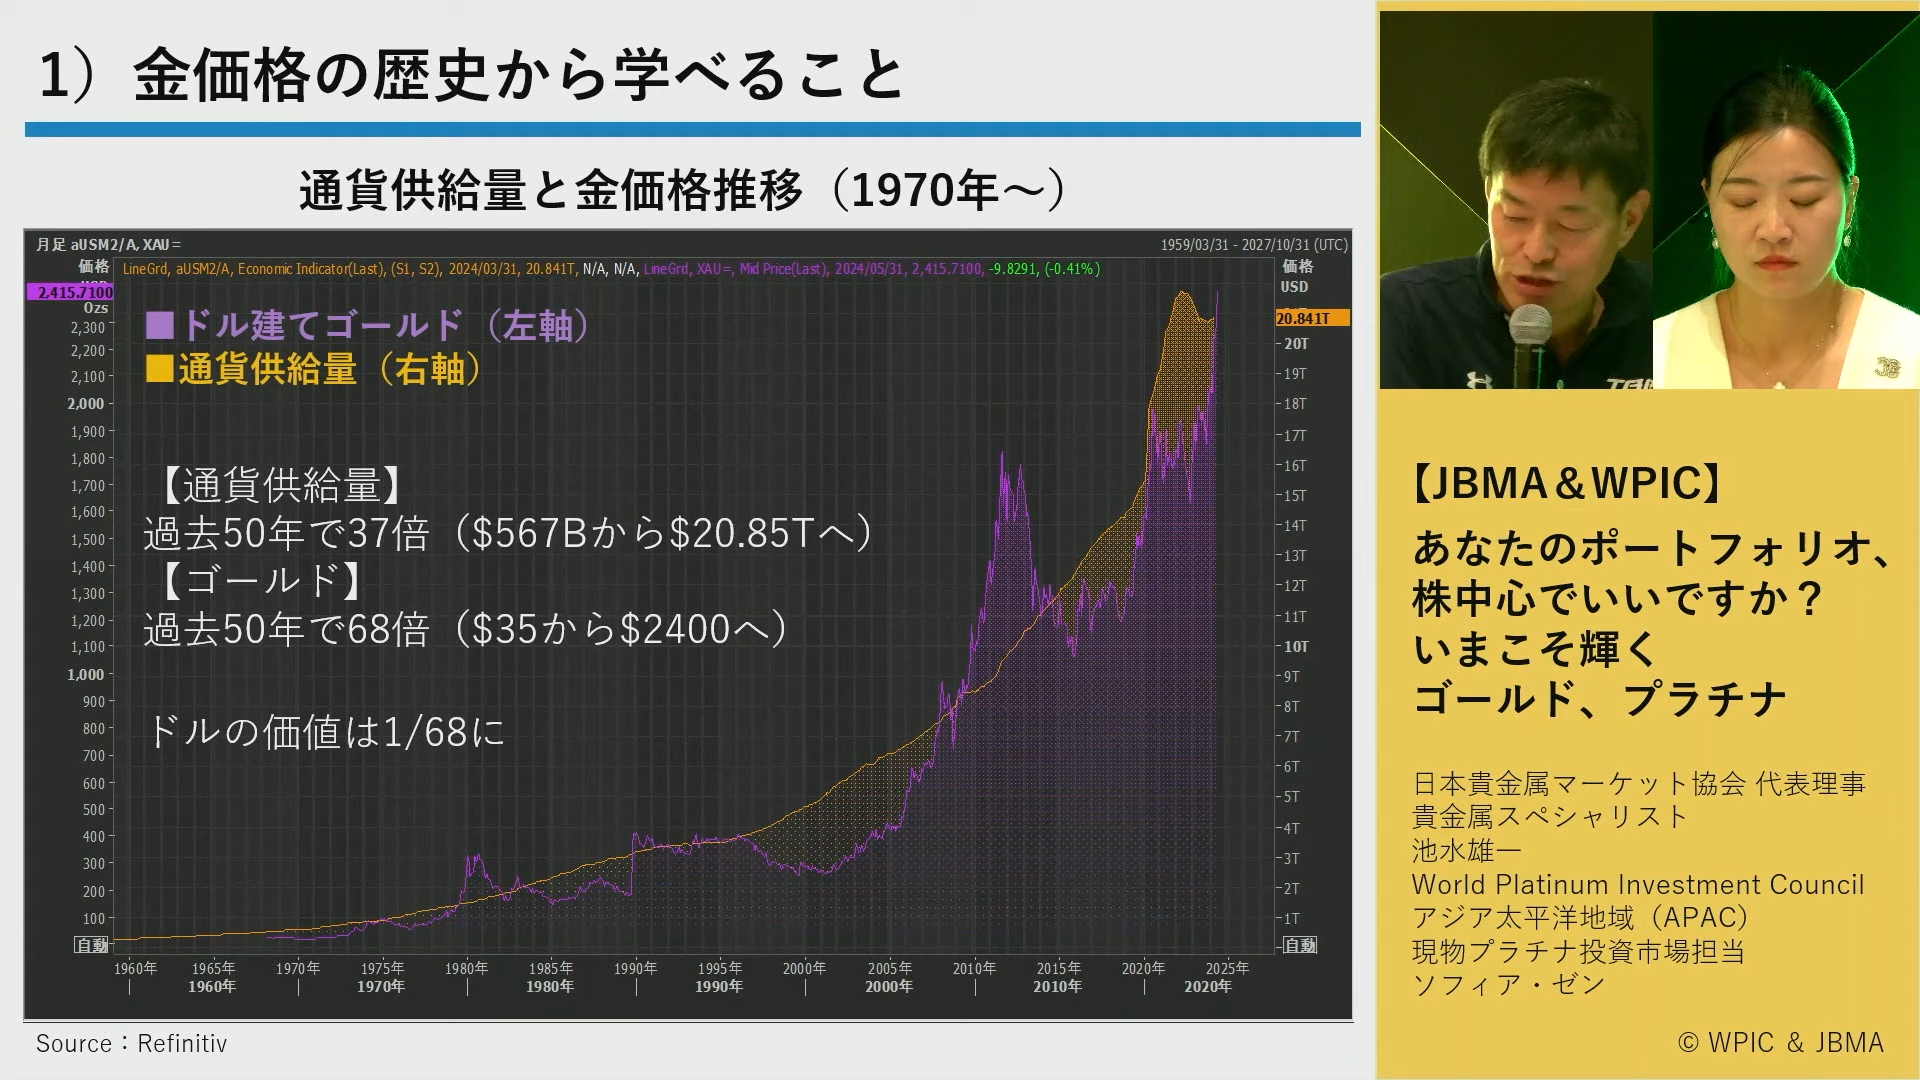 1）金価格の歴史から学べること
通貨供給量と金価格推移（1970年～）
月足 aUSM2/A, XAU=
1959/03/31 - 2027/10/31 (UTC)
価格
LineGrd, aUSM2/A, Economic Indicator(Last), (S1, S2), 2024/03/31, 20.841T, N/A, N/A, LineGrd, XAU=, Mid Price(Last), 2024/05/31, 2,415.7100, -9.8291, (-0.41%)
2,415.7100
Ozs
2,300
2,200
2,100
2,000
1,900
1,800
1,700
1,600
1,500
1,400
1,300
1,200
1,100
1,000
900
800
700
600
500
400
300
200
100
自動
■ドル建てゴールド（左軸）
■通貨供給量（右軸）
【通貨供給量】
過去50年で37倍（$567Bから$20.85Tへ）
【ゴールド】
過去50年で68倍（$35から$2400へ）
ドルの価値は1/68に
価格
USD
20.841T
20T
19T
18T
17T
16T
15T
14T
13T
12T
11T
10T
9T
8T
7T
6T
5T
4T
3T
2T
1T
自動
1960年 1965年 1970年 1975年 1980年 1985年 1990年 1995年 2000年 2005年 2010年 2015年 2020年 2025年
1960年 1970年 1980年 1990年 2000年 2010年 2020年
Source：Refinitiv
【JBMA＆WPIC】
あなたのポートフォリオ、
株中心でいいですか？
いまこそ輝く
ゴールド、プラチナ
日本貴金属マーケット協会 代表理事
貴金属スペシャリスト
池水雄一
World Platinum Investment Council
アジア太平洋地域（APAC）
現物プラチナ投資市場担当
ソフィア・ゼン
© WPIC ＆ JBMA